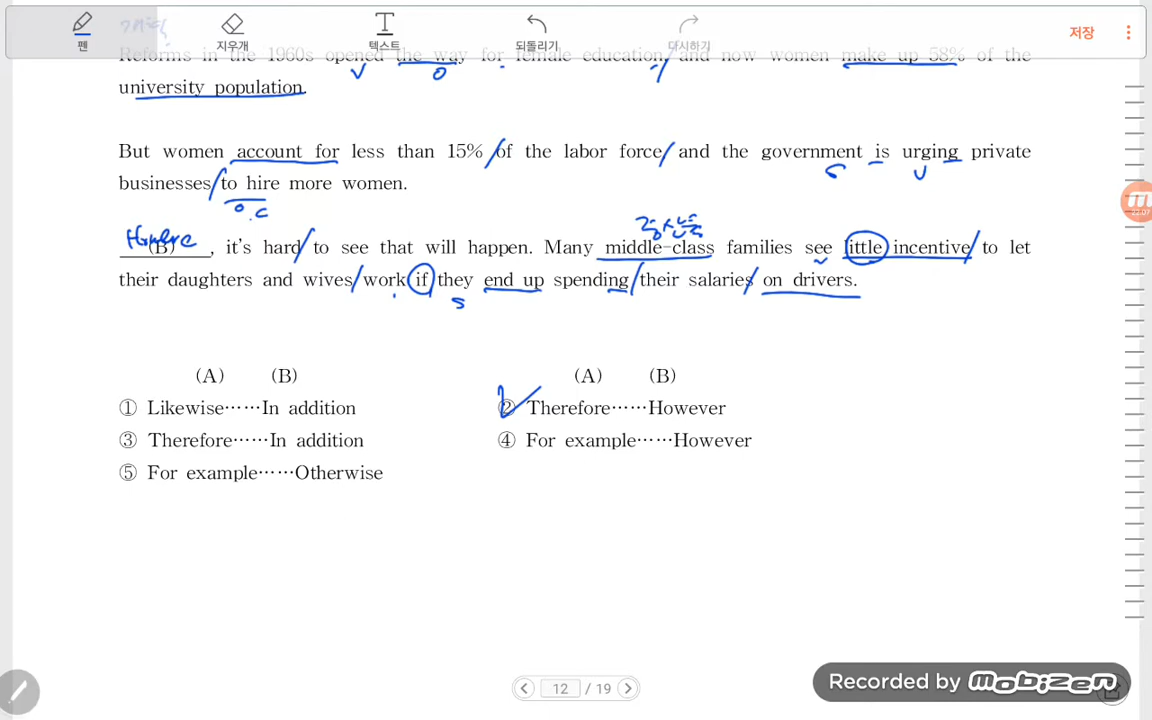 개혁
펜
지우개
텍스트
되돌리기
다시하기
저장
Reforms in the 1960s opened the way for female education, and now women make up 58% of the
v o
university population.
But women account for less than 15% of the labor force and the government is urging private
s v
businesses to hire more women.
o.c
중산층
However
(B) , it's hard to see that will happen. Many middle-class families see little incentive to let
v
their daughters and wives work if they end up spending their salaries on drivers.
s
(A) (B) (A) (B)
① Likewise……In addition ② Therefore……However
③ Therefore……In addition ④ For example……However
⑤ For example……Otherwise
12 / 19
Recorded by mobizen